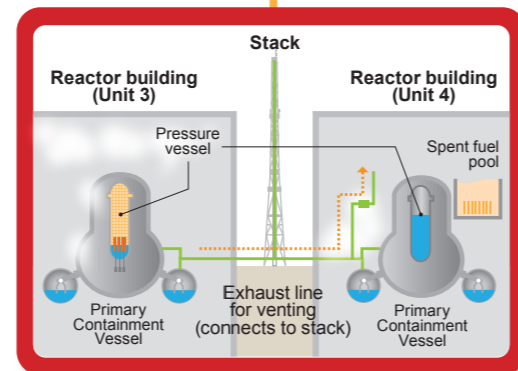 Stack
Reactor building
(Unit 3)
Reactor building
(Unit 4)
Pressure
vessel
Spent fuel
pool
Primary
Containment
Vessel
Exhaust line
for venting
(connects to stack)
Primary
Containment
Vessel